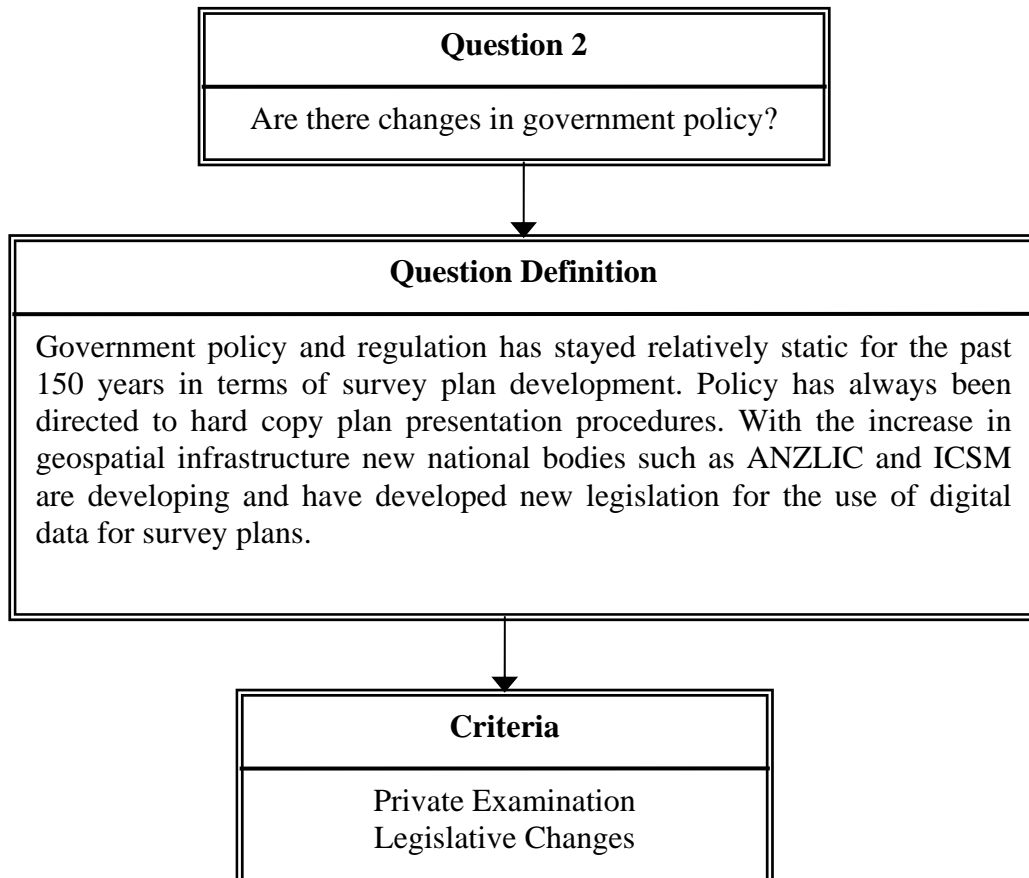 Question 2
Are there changes in government policy?
Question Definition
Government policy and regulation has stayed relatively static for the past
150 years in terms of survey plan development. Policy has always been
directed to hard copy plan presentation procedures. With the increase in
geospatial infrastructure new national bodies such as ANZLIC and ICSM
are developing and have developed new legislation for the use of digital
data for survey plans.
Criteria
Private Examination
Legislative Changes